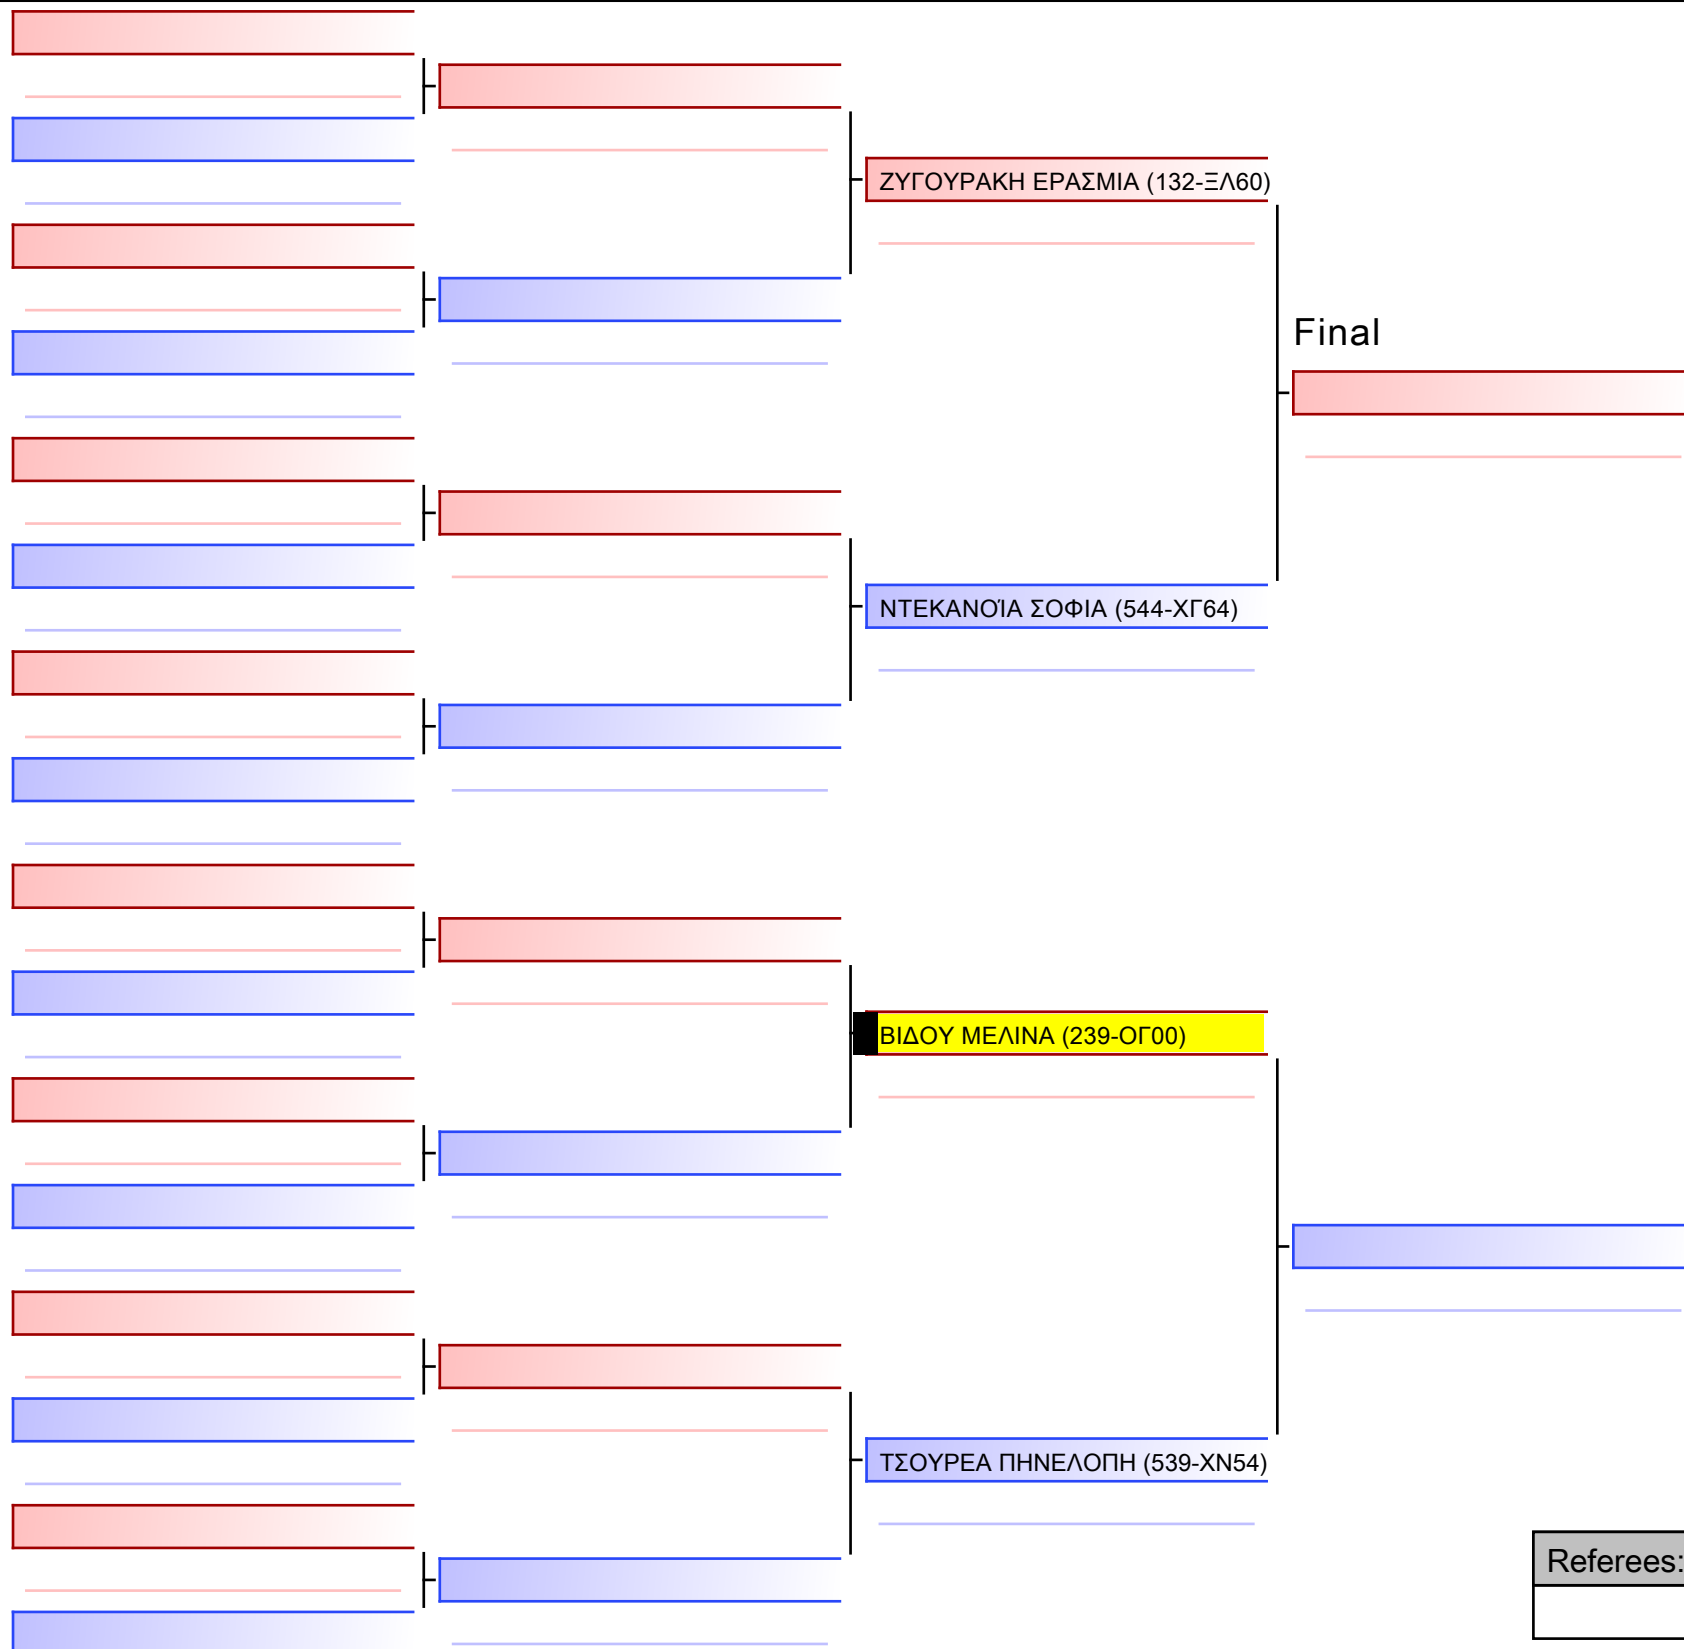 ΖΥΓΟΥΡΑΚΗ ΕΡΑΣΜΙΑ (132-ΞΛ60)
Final
ΝΤΕΚΑΝΟΪΑ ΣΟΦΙΑ (544-ΧΓ64)
ΒΙΔΟΥ ΜΕΛΙΝΑ (239-ΟΓ00)
ΤΣΟΥΡΕΑ ΠΗΝΕΛΟΠΗ (539-ΧΝ54)
Referees: